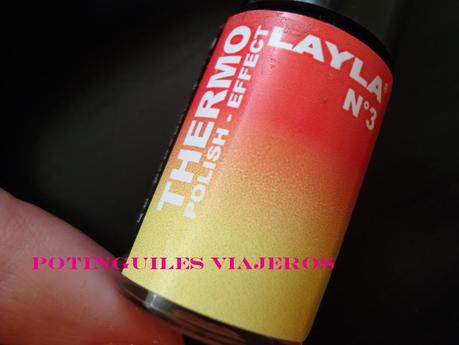 LAYLA®
N°3
THERMO
POLISH - EFFECT
POTINGUILES VIAJEROS